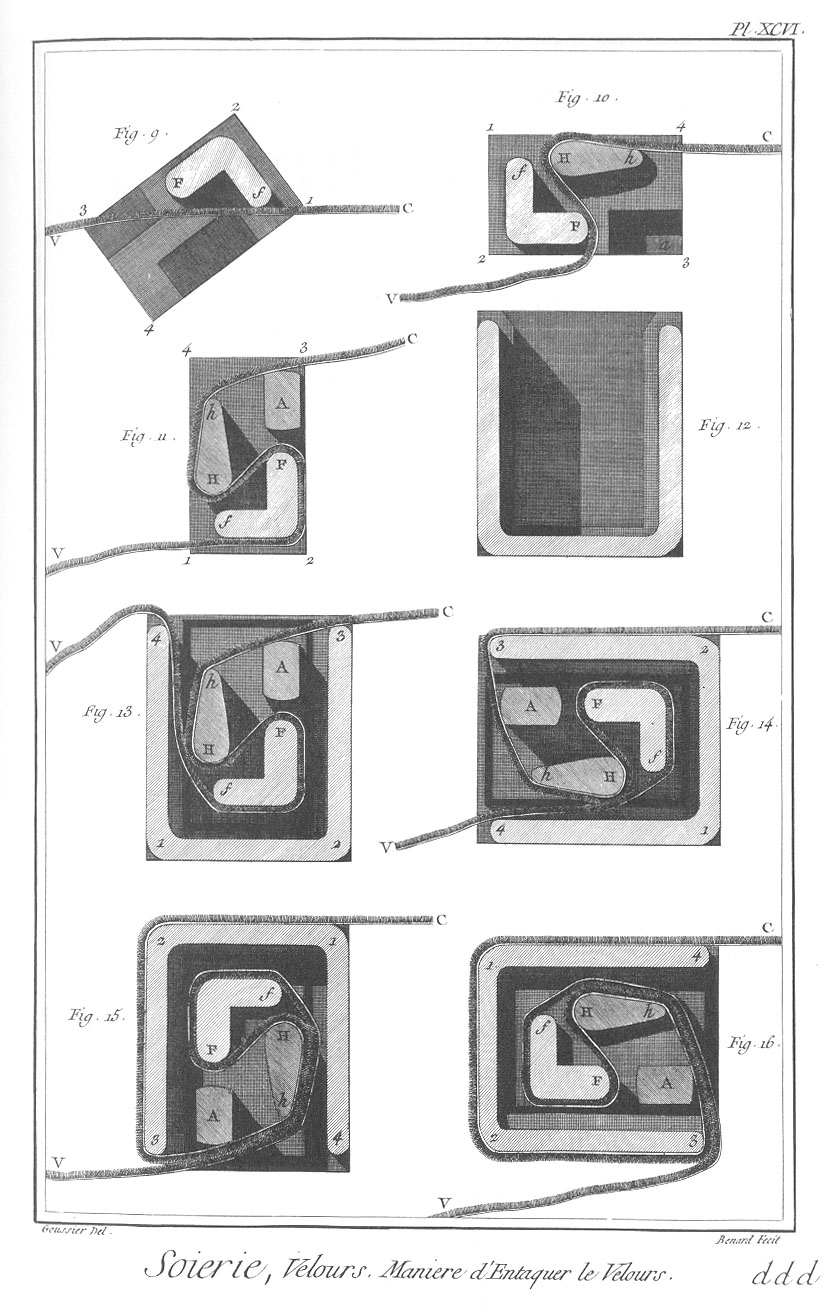 Pl. XCVI.
Fig. 9.
2
F
f
3
1
C
V
4
Fig. 10.
1
4
C
H
h
f
F
a
2
3
V
4
3
C
h
A
Fig. 11.
F
H
f
V
1
2
Fig. 12.
V
4
3
C
h
A
Fig. 13.
F
H
f
1
2
C
3
2
A
F
Fig. 14.
f
h
H
V
4
1
C
2
1
f
Fig. 15.
H
F
h
A
3
4
V
C
1
4
H
h
f
Fig. 16.
F
A
2
3
V
Goussier Del.
Benard Fecit
Soierie, Velours. Maniere d'Entaquer le Velours.
ddd